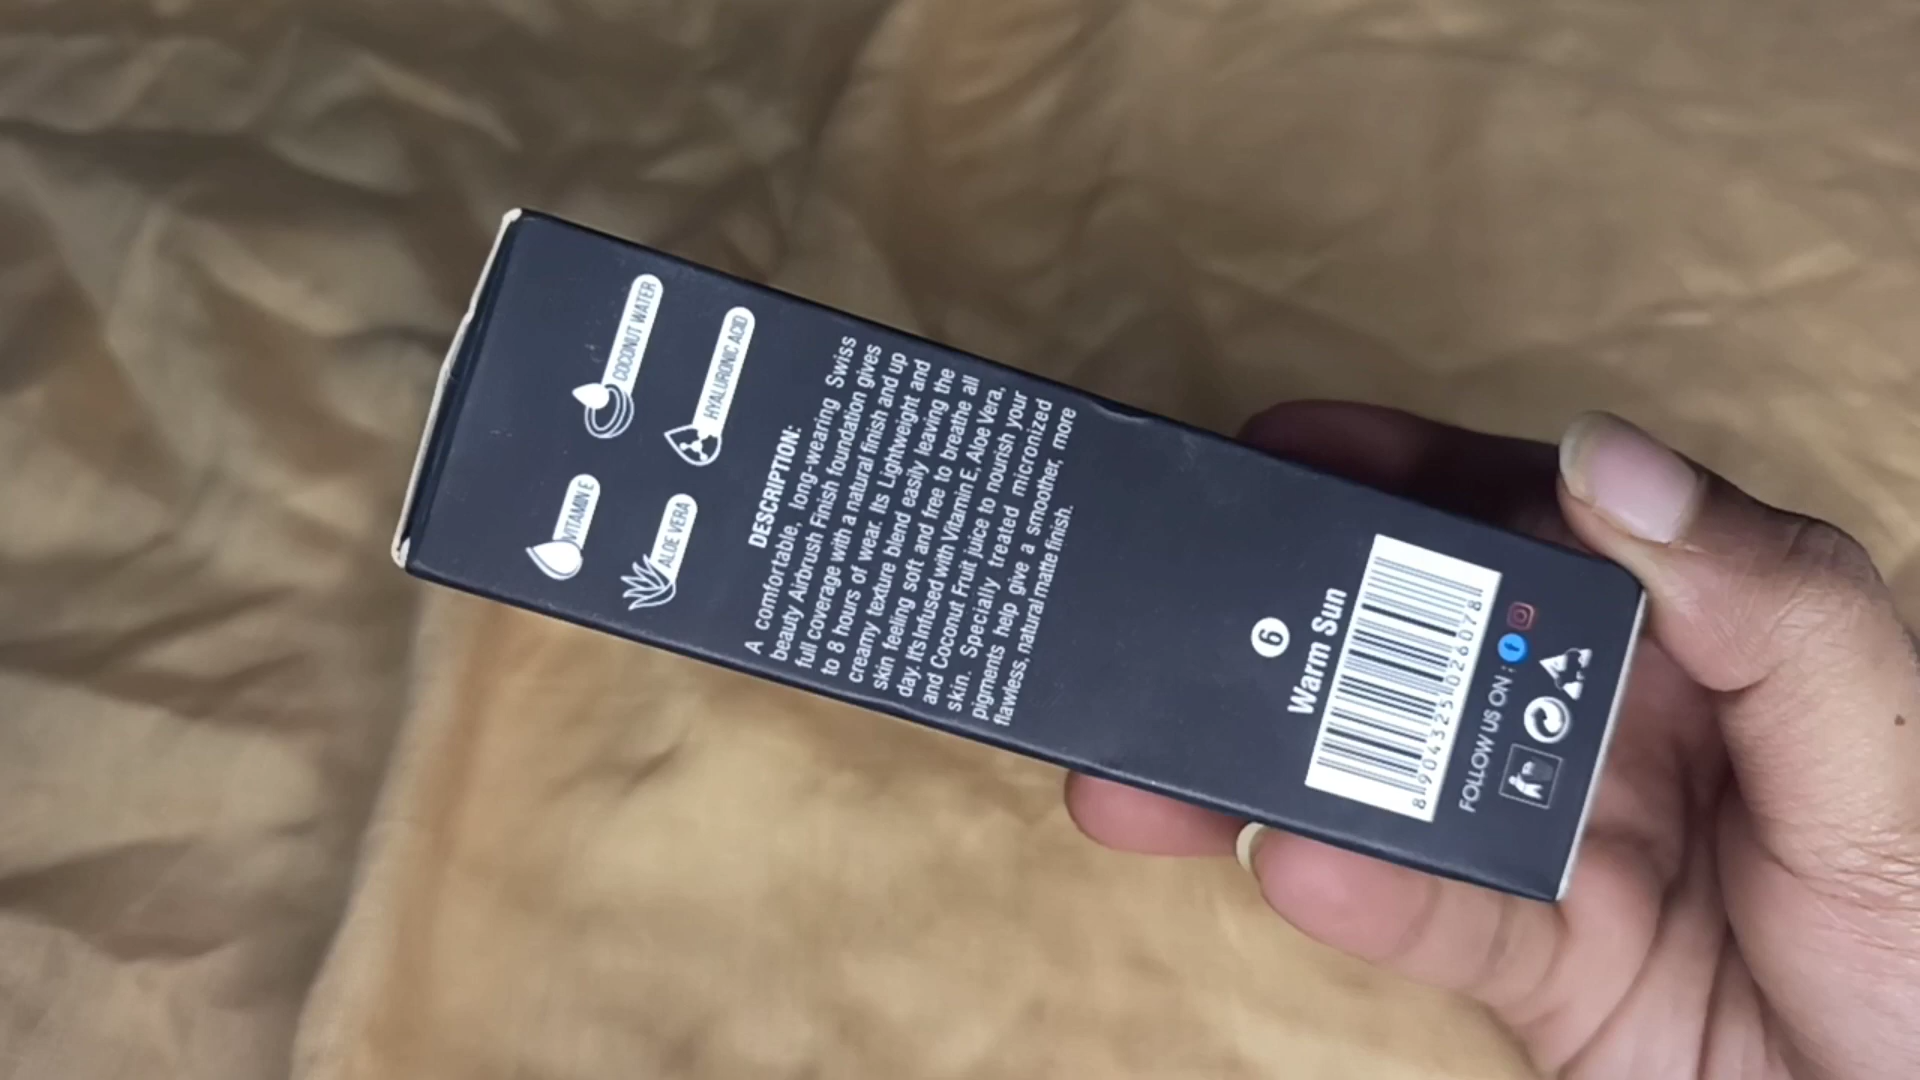 VITAMIN E
COCONUT WATER
ALOE VERA
HYALURONIC ACID
DESCRIPTION:
A comfortable, long-wearing Swiss
beauty Airbrush Finish foundation gives
full coverage with a natural finish and up
to 8 hours of wear. Its Lightweight and
creamy texture blend easily leaving the
skin feeling soft and free to breathe all
day. It's Infused with Vitamin E, Aloe Vera,
and Coconut Fruit juice to nourish your
skin. Specially treated micronized
pigments help give a smoother, more
flawless, natural matte finish.
6
Warm Sun
8 904325 026078
FOLLOW US ON :